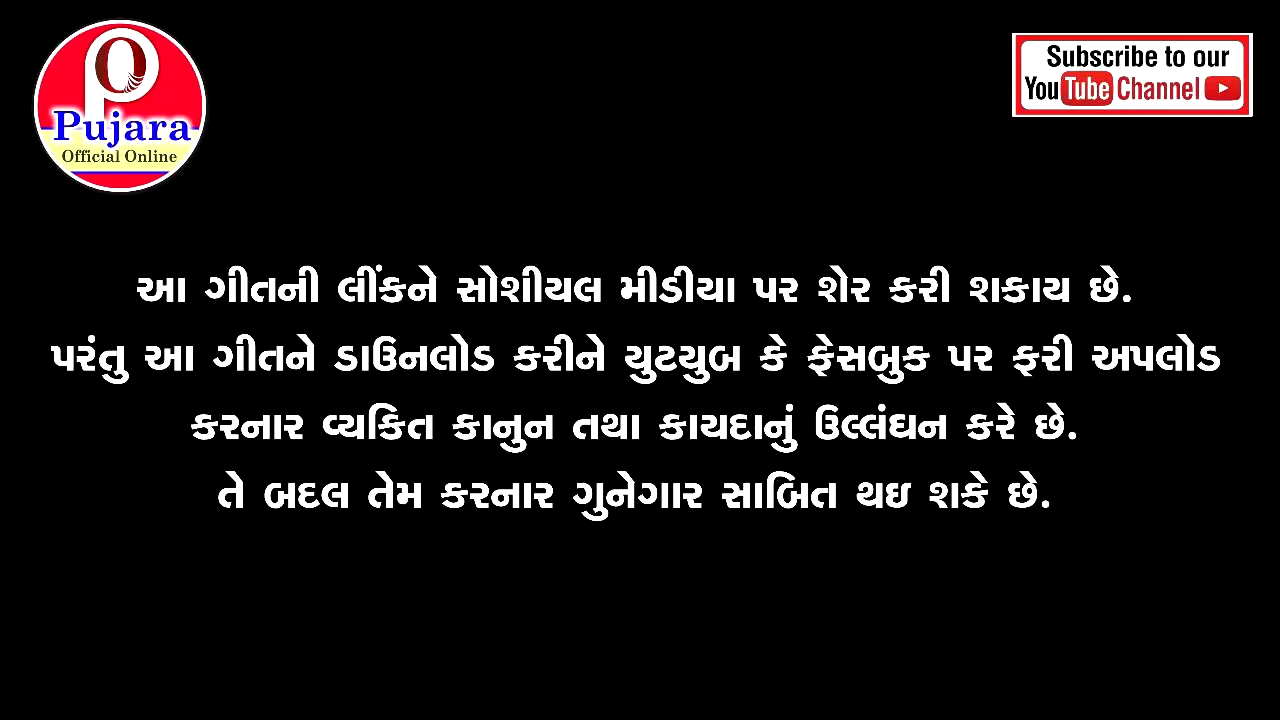 Pujara
Official Online
Subscribe to our
YouTube Channel
આ ગીતની લીંકને સોશીયલ મીડીયા પર શેર કરી શકાય છે.
પરંતુ આ ગીતને ડાઉનલોડ કરીને યુટયુબ કે ફેસબુક પર ફરી અપલોડ
કરનાર વ્યકિત કાનુન તથા કાયદાનું ઉલ્લંઘન કરે છે.
તે બદલ તેમ કરનાર ગુનેગાર સાબિત થઇ શકે છે.